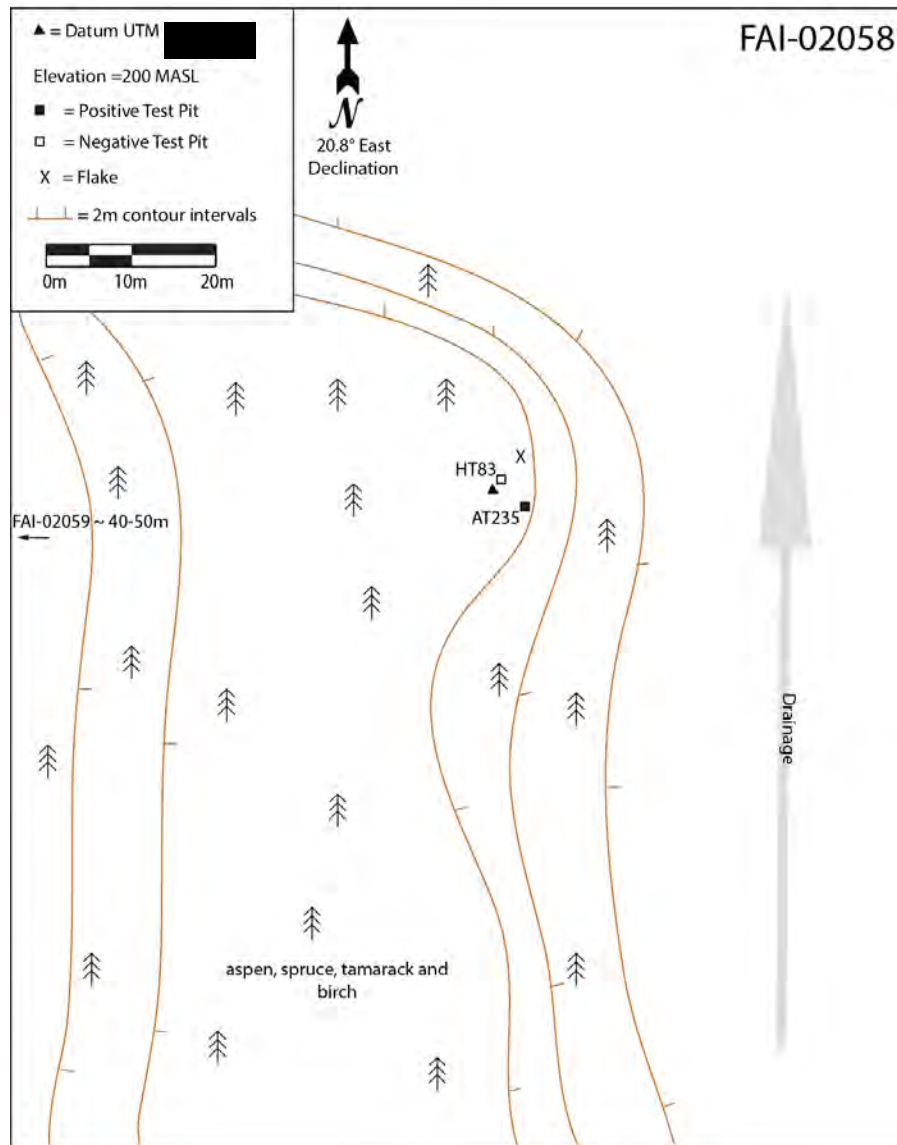 ▲ = Datum UTM
Elevation =200 MASL
■ = Positive Test Pit
□ = Negative Test Pit
X = Flake
= 2m contour intervals
0m 10m 20m
N
20.8° East
Declination
FAI-02058
X
HT83
AT235
FAI-02059 ~ 40-50m
Drainage
aspen, spruce, tamarack and
birch